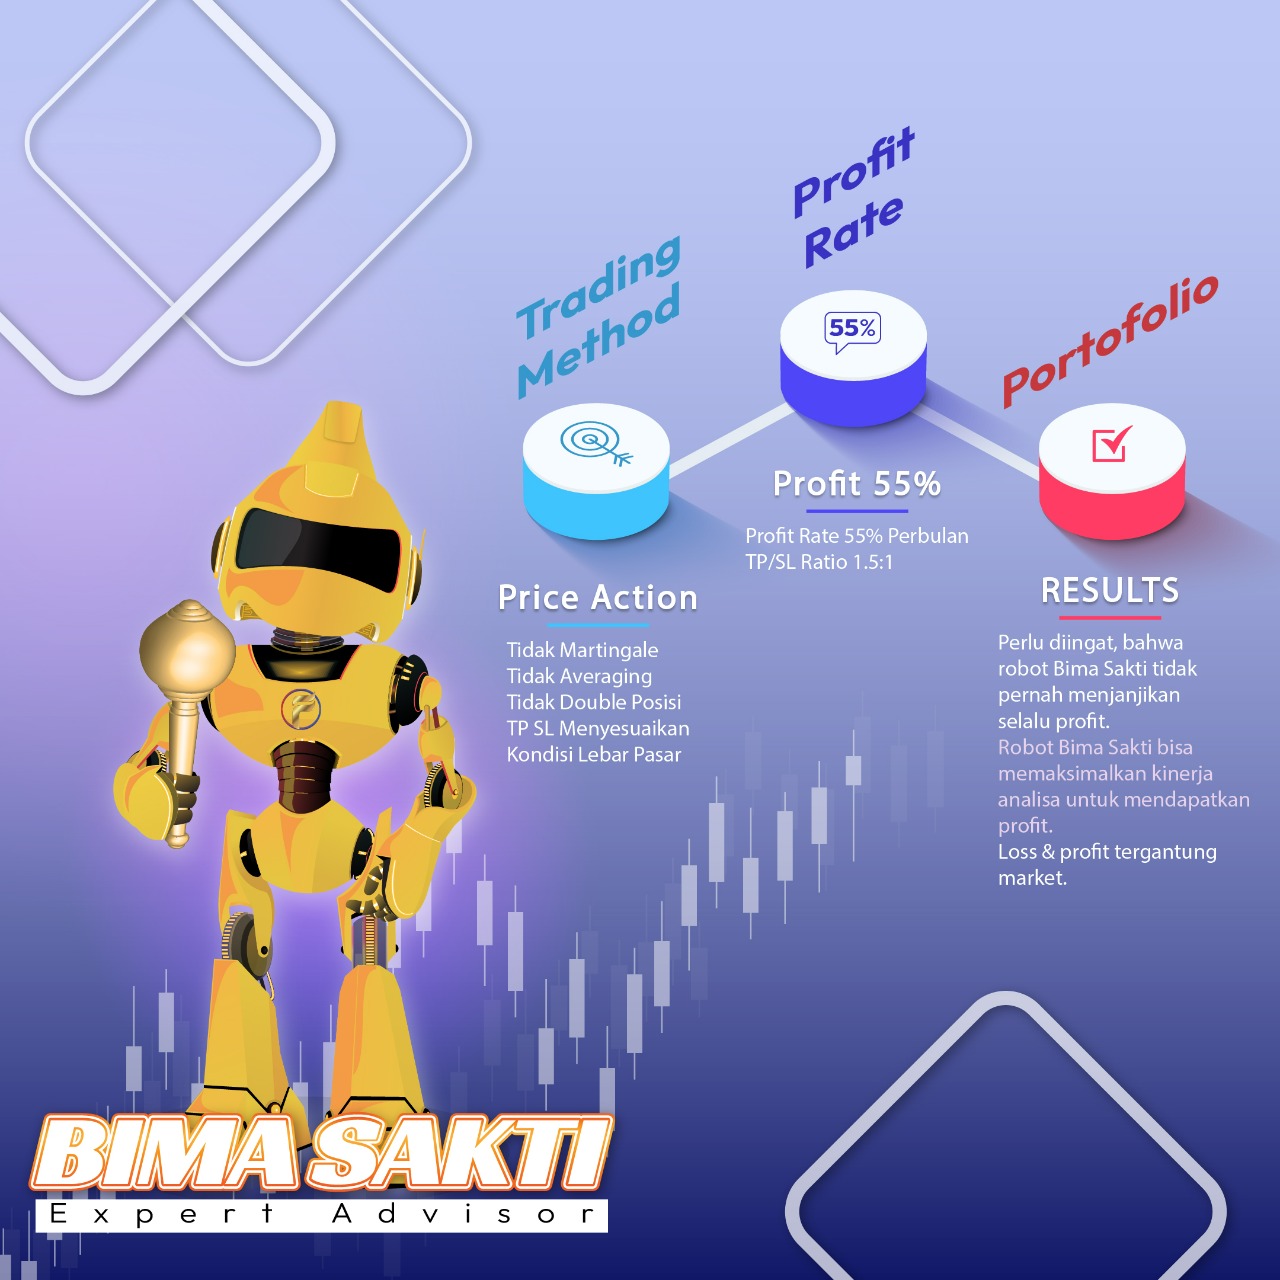 Trading
Method
Profit
Rate
Portofolio
55%
Price Action
Tidak Martingale
Tidak Averaging
Tidak Double Posisi
TP SL Menyesuaikan
Kondisi Lebar Pasar
Profit 55%
Profit Rate 55% Perbulan
TP/SL Ratio 1.5:1
RESULTS
Perlu diingat, bahwa
robot Bima Sakti tidak
pernah menjanjikan
selalu profit.
Robot Bima Sakti bisa
memaksimalkan kinerja
analisa untuk mendapatkan
profit.
Loss & profit tergantung
market.
BIMA SAKTI
Expert Advisor